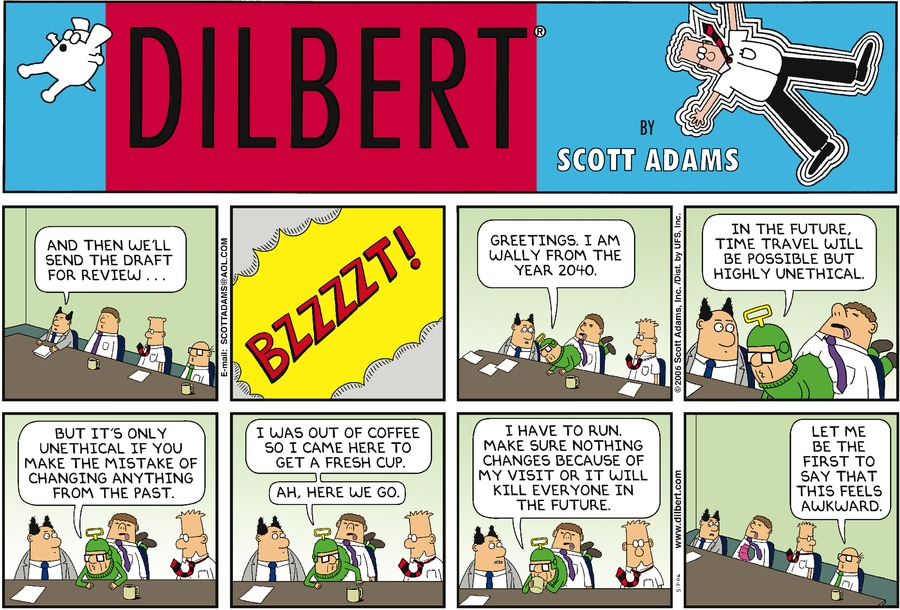 DILBERT®
BY
SCOTT ADAMS
AND THEN WE'LL
SEND THE DRAFT
FOR REVIEW . . .
E-mail: SCOTTADAMS@AOL.COM
BZZZZT!
GREETINGS. I AM
WALLY FROM THE
YEAR 2040.
© 2006 Scott Adams, Inc. /Dist. by UFS, Inc.
IN THE FUTURE,
TIME TRAVEL WILL
BE POSSIBLE BUT
HIGHLY UNETHICAL.
BUT IT'S ONLY
UNETHICAL IF YOU
MAKE THE MISTAKE OF
CHANGING ANYTHING
FROM THE PAST.
I WAS OUT OF COFFEE
SO I CAME HERE TO
GET A FRESH CUP.
AH, HERE WE GO.
I HAVE TO RUN.
MAKE SURE NOTHING
CHANGES BECAUSE OF
MY VISIT OR IT WILL
KILL EVERYONE IN
THE FUTURE.
www.dilbert.com
5-7-06
LET ME
BE THE
FIRST TO
SAY THAT
THIS FEELS
AWKWARD.